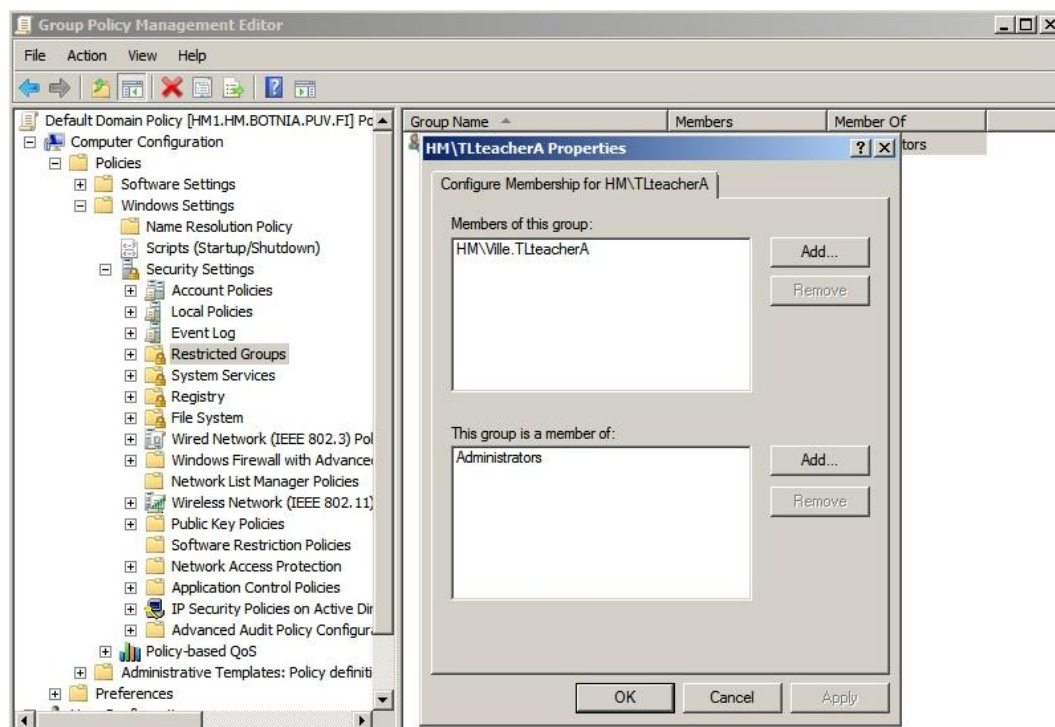 Group Policy Management Editor
File Action View Help
Default Domain Policy [HM1.HM.BOTNIA.PUV.FI] Pc
Computer Configuration
Policies
Software Settings
Windows Settings
Name Resolution Policy
Scripts (Startup/Shutdown)
Security Settings
Account Policies
Local Policies
Event Log
Restricted Groups
System Services
Registry
File System
Wired Network (IEEE 802.3) Pol
Windows Firewall with Advance
Network List Manager Policies
Wireless Network (IEEE 802.11)
Public Key Policies
Software Restriction Policies
Network Access Protection
Application Control Policies
IP Security Policies on Active Dir
Advanced Audit Policy Configur
Policy-based QoS
Administrative Templates: Policy definiti
Preferences
Group Name Members Member Of
tors
HM\TLteacherA Properties
Configure Membership for HM\TLteacherA
Members of this group:
HM\Ville.TLteacherA
Add...
Remove
This group is a member of:
Administrators
Add...
Remove
OK Cancel Apply